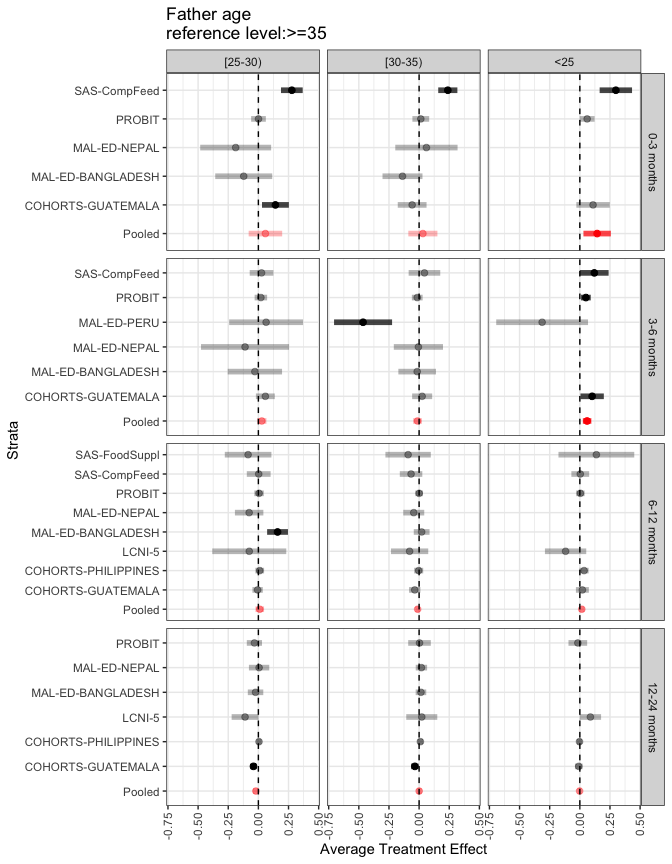 Father age
reference level:>=35
[25-30)
[30-35)
<25
SAS-CompFeed
PROBIT
MAL-ED-NEPAL
MAL-ED-BANGLADESH
COHORTS-GUATEMALA
Pooled
0-3 months
SAS-CompFeed
PROBIT
MAL-ED-PERU
MAL-ED-NEPAL
MAL-ED-BANGLADESH
COHORTS-GUATEMALA
Pooled
3-6 months
Strata
SAS-FoodSuppl
SAS-CompFeed
PROBIT
MAL-ED-NEPAL
MAL-ED-BANGLADESH
LCNI-5
COHORTS-PHILIPPINES
COHORTS-GUATEMALA
Pooled
6-12 months
PROBIT
MAL-ED-NEPAL
MAL-ED-BANGLADESH
LCNI-5
COHORTS-PHILIPPINES
COHORTS-GUATEMALA
Pooled
12-24 months
-0.75 -0.50 -0.25 0.00 0.25 0.50
-0.75 -0.50 -0.25 0.00 0.25 0.50
-0.75 -0.50 -0.25 0.00 0.25 0.50
Average Treatment Effect